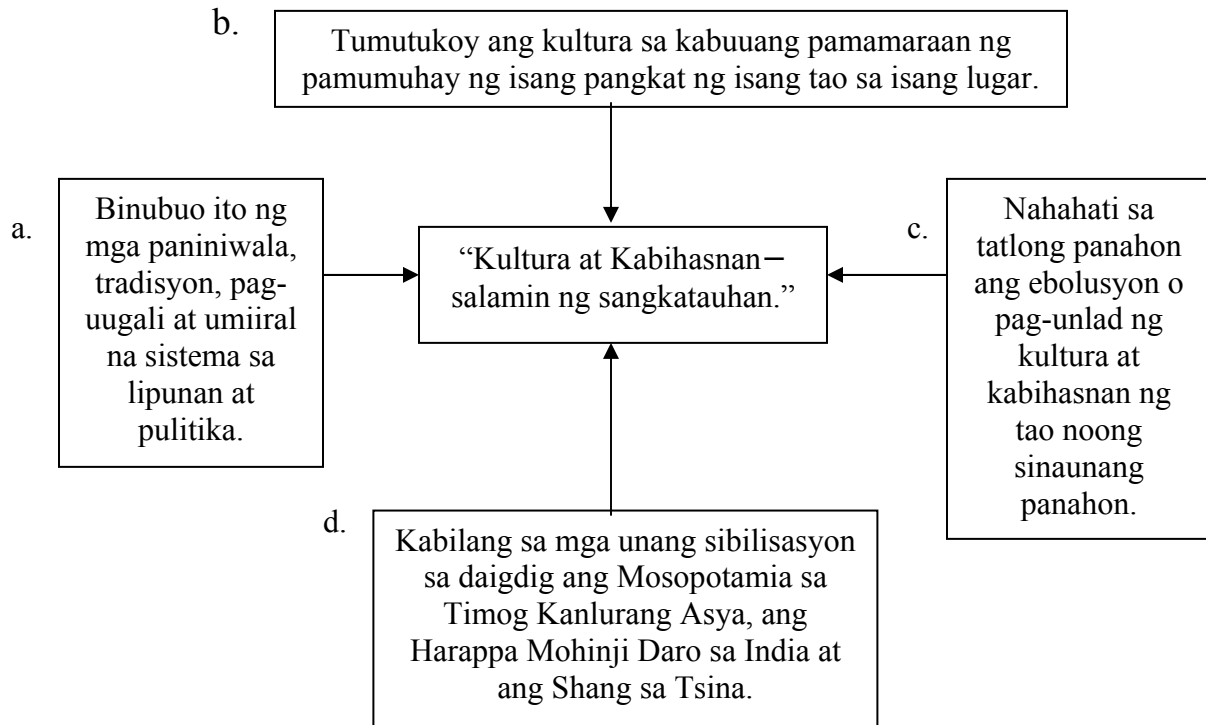 b.
Tumutukoy ang kultura sa kabuuang pamamaraan ng
pamumuhay ng isang pangkat ng isang tao sa isang lugar.
a.
Binubuo ito ng
mga paniniwala,
tradisyon, pag-
uugali at umiiral
na sistema sa
lipunan at
pulitika.
“Kultura at Kabihasnan–
salamin ng sangkatauhan.”
c.
Nahahati sa
tatlong panahon
ang ebolusyon o
pag-unlad ng
kultura at
kabihasnan ng
tao noong
sinaunang
panahon.
d.
Kabilang sa mga unang sibilisasyon
sa daigdig ang Mosopotamia sa
Timog Kanlurang Asya, ang
Harappa Mohinji Daro sa India at
ang Shang sa Tsina.